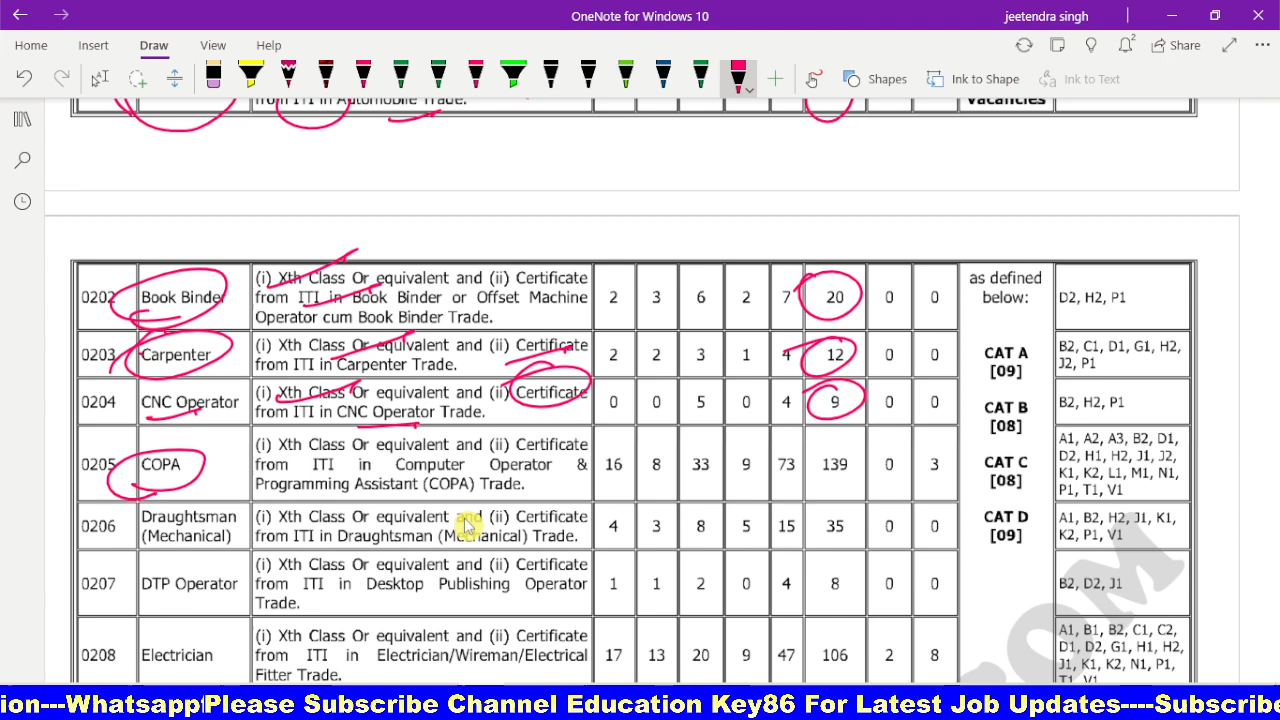 OneNote for Windows 10
jeetendra singh
Home Insert Draw View Help
Share
Shapes
Ink to Shape
Ink to Text
from ITI in Automobile Trade.
Vacancies
0202 Book Binder
(i) Xth Class Or equivalent and (ii) Certificate
from ITI in Book Binder or Offset Machine
Operator cum Book Binder Trade.
2 3 6 2 7 20 0 0
as defined
below:
D2, H2, P1
0203 Carpenter
(i) Xth Class Or equivalent and (ii) Certificate
from ITI in Carpenter Trade.
2 2 3 1 4 12 0 0
CAT A
[09]
B2, C1, D1, G1, H2,
J2, P1
0204 CNC Operator
(i) Xth Class Or equivalent and (ii) Certificate
from ITI in CNC Operator Trade.
0 0 5 0 4 9 0 0
CAT B
[08]
B2, H2, P1
0205 COPA
(i) Xth Class Or equivalent and (ii) Certificate
from ITI in Computer Operator &
Programming Assistant (COPA) Trade.
16 8 33 9 73 139 0 3
CAT C
[08]
A1, A2, A3, B2, D1,
D2, H1, H2, J1, J2,
K1, K2, L1, M1, N1,
P1, T1, V1
0206 Draughtsman
(Mechanical)
(i) Xth Class Or equivalent and (ii) Certificate
from ITI in Draughtsman (Mechanical) Trade.
4 3 8 5 15 35 0 0
CAT D
[09]
A1, B2, H2, J1, K1,
K2, P1, V1
0207 DTP Operator
(i) Xth Class Or equivalent and (ii) Certificate
from ITI in Desktop Publishing Operator
Trade.
1 1 2 0 4 8 0 0
B2, D2, J1
0208 Electrician
(i) Xth Class Or equivalent and (ii) Certificate
from ITI in Electrician/Wireman/Electrical
Fitter Trade.
17 13 20 9 47 106 2 8
A1, B1, B2, C1, C2,
D1, D2, G1, H1, H2,
J1, K1, K2, N1, P1,
T1, V1
COM
ion---Whatsapp Please Subscribe Channel Education Key86 For Latest Job Updates----Subscribe